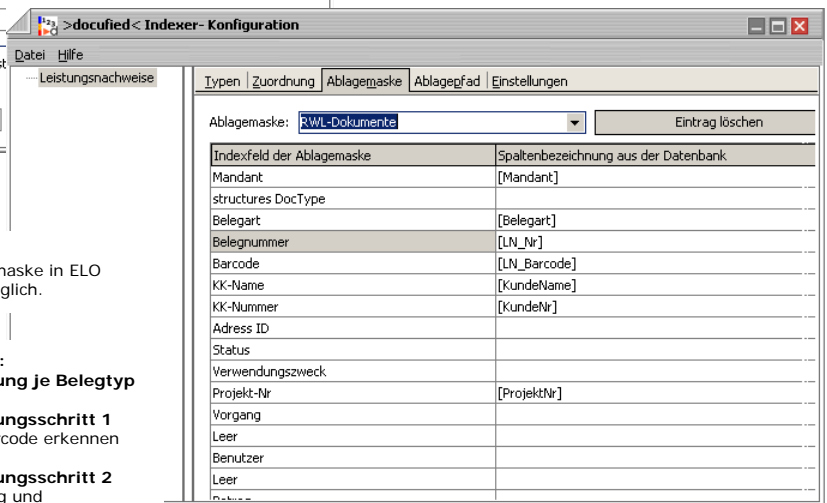 >docufied< Indexer- Konfiguration
Datei Hilfe
Leistungsnachweise
Typen Zuordnung Ablagemaske Ablagepfad Einstellungen
Ablagemaske: RWL-Dokumente Eintrag löschen
Indexfeld der Ablagemaske Spaltenbezeichnung aus der Datenbank
Mandant [Mandant]
structures DocType
Belegart [Belegart]
Belegnummer [LN_Nr]
Barcode [LN_Barcode]
KK-Name [KundeName]
KK-Nummer [KundeNr]
Adress ID
Status
Verwendungszweck
Projekt-Nr [ProjektNr]
Vorgang
Leer
Benutzer
Leer
naske in ELO
glich.
:
ung je Belegtyp
ungsschritt 1
rcode erkennen
ungsschritt 2
g und